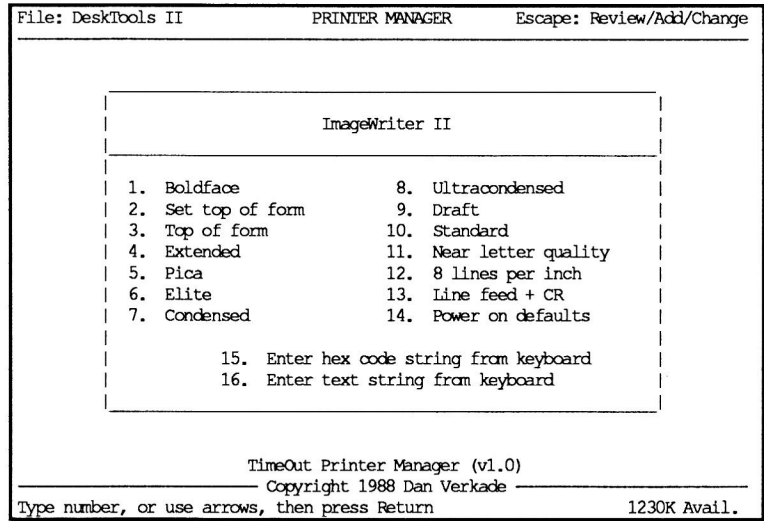 File: DeskTools II PRINTER MANAGER Escape: Review/Add/Change
ImageWriter II
1. Boldface 8. Ultracondensed
2. Set top of form 9. Draft
3. Top of form 10. Standard
4. Extended 11. Near letter quality
5. Pica 12. 8 lines per inch
6. Elite 13. Line feed + CR
7. Condensed 14. Power on defaults
15. Enter hex code string from keyboard
16. Enter text string from keyboard
TimeOut Printer Manager (v1.0)
Copyright 1988 Dan Verkade
Type number, or use arrows, then press Return 1230K Avail.